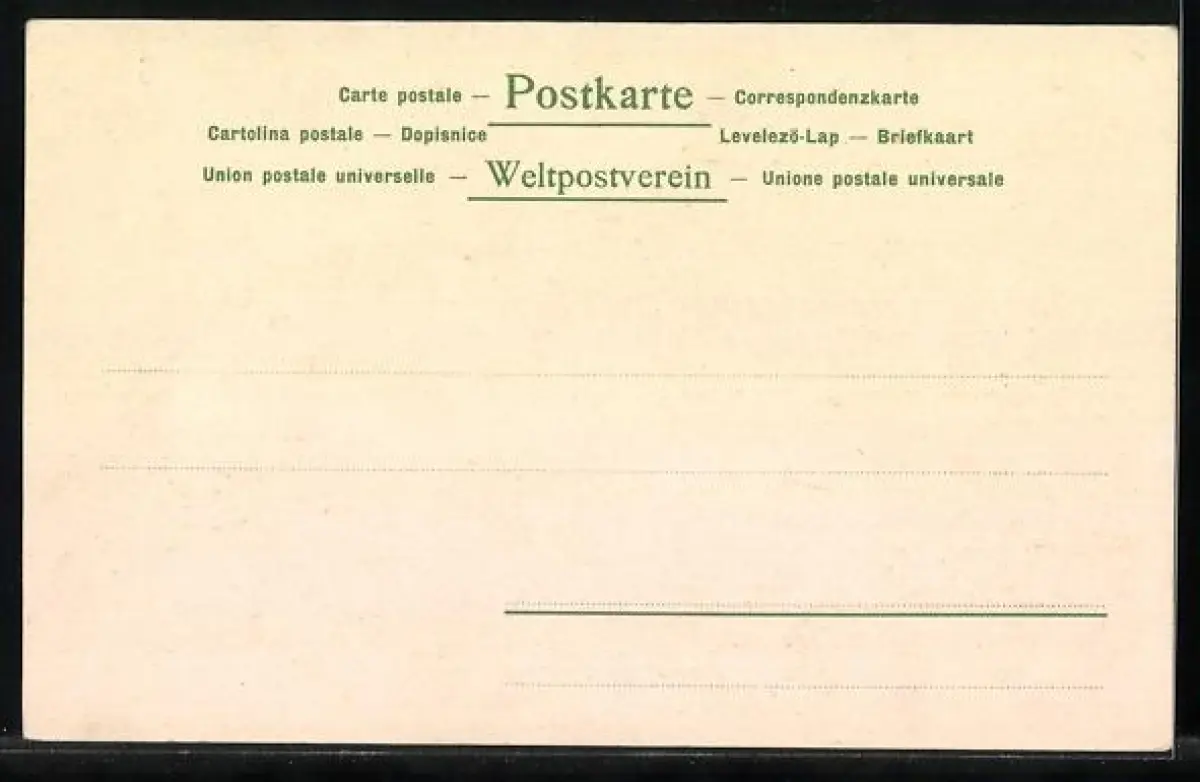 Carte postale — Postkarte — Correspondenzkarte
Cartolina postale — Dopisnice Levelező-Lap — Briefkaart
Union postale universelle — Weltpostverein — Unione postale universale